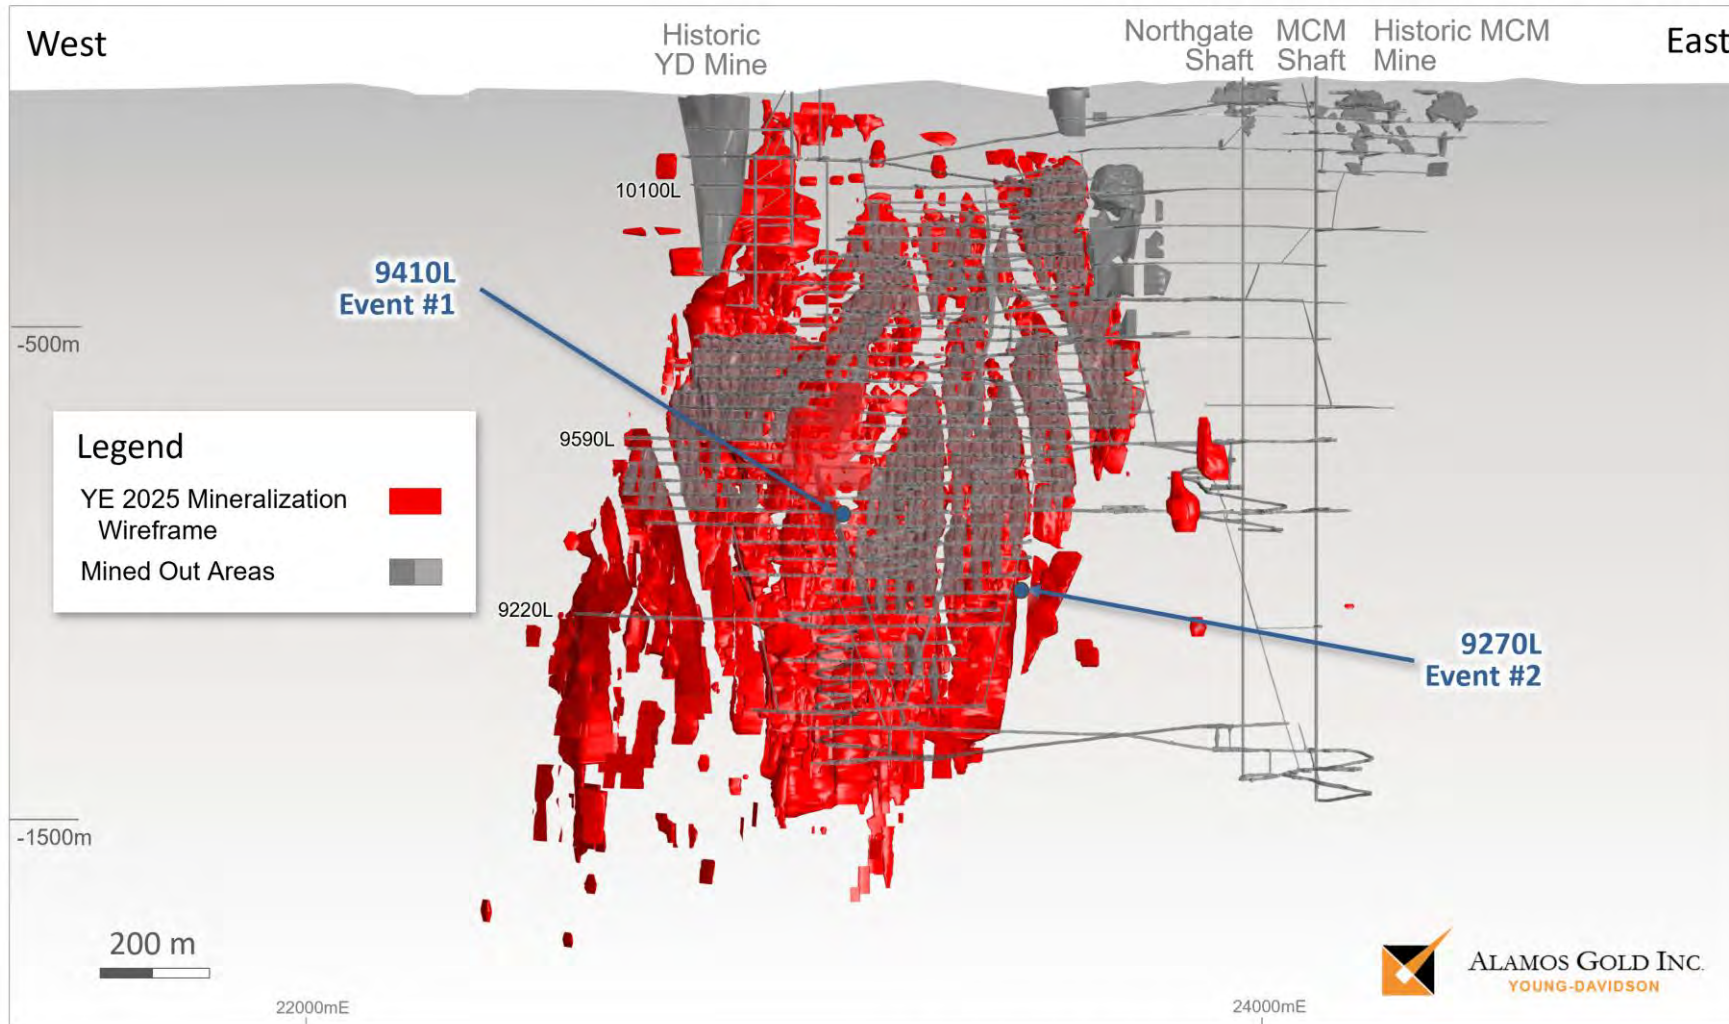 West
Historic
YD Mine
Northgate
Shaft
MCM
Shaft
Historic MCM
Mine
East
10100L
9410L
Event #1
-500m
Legend
YE 2025 Mineralization
Wireframe
Mined Out Areas
9590L
9220L
9270L
Event #2
-1500m
200 m
ALAMOS GOLD INC.
YOUNG-DAVIDSON
22000mE
24000mE